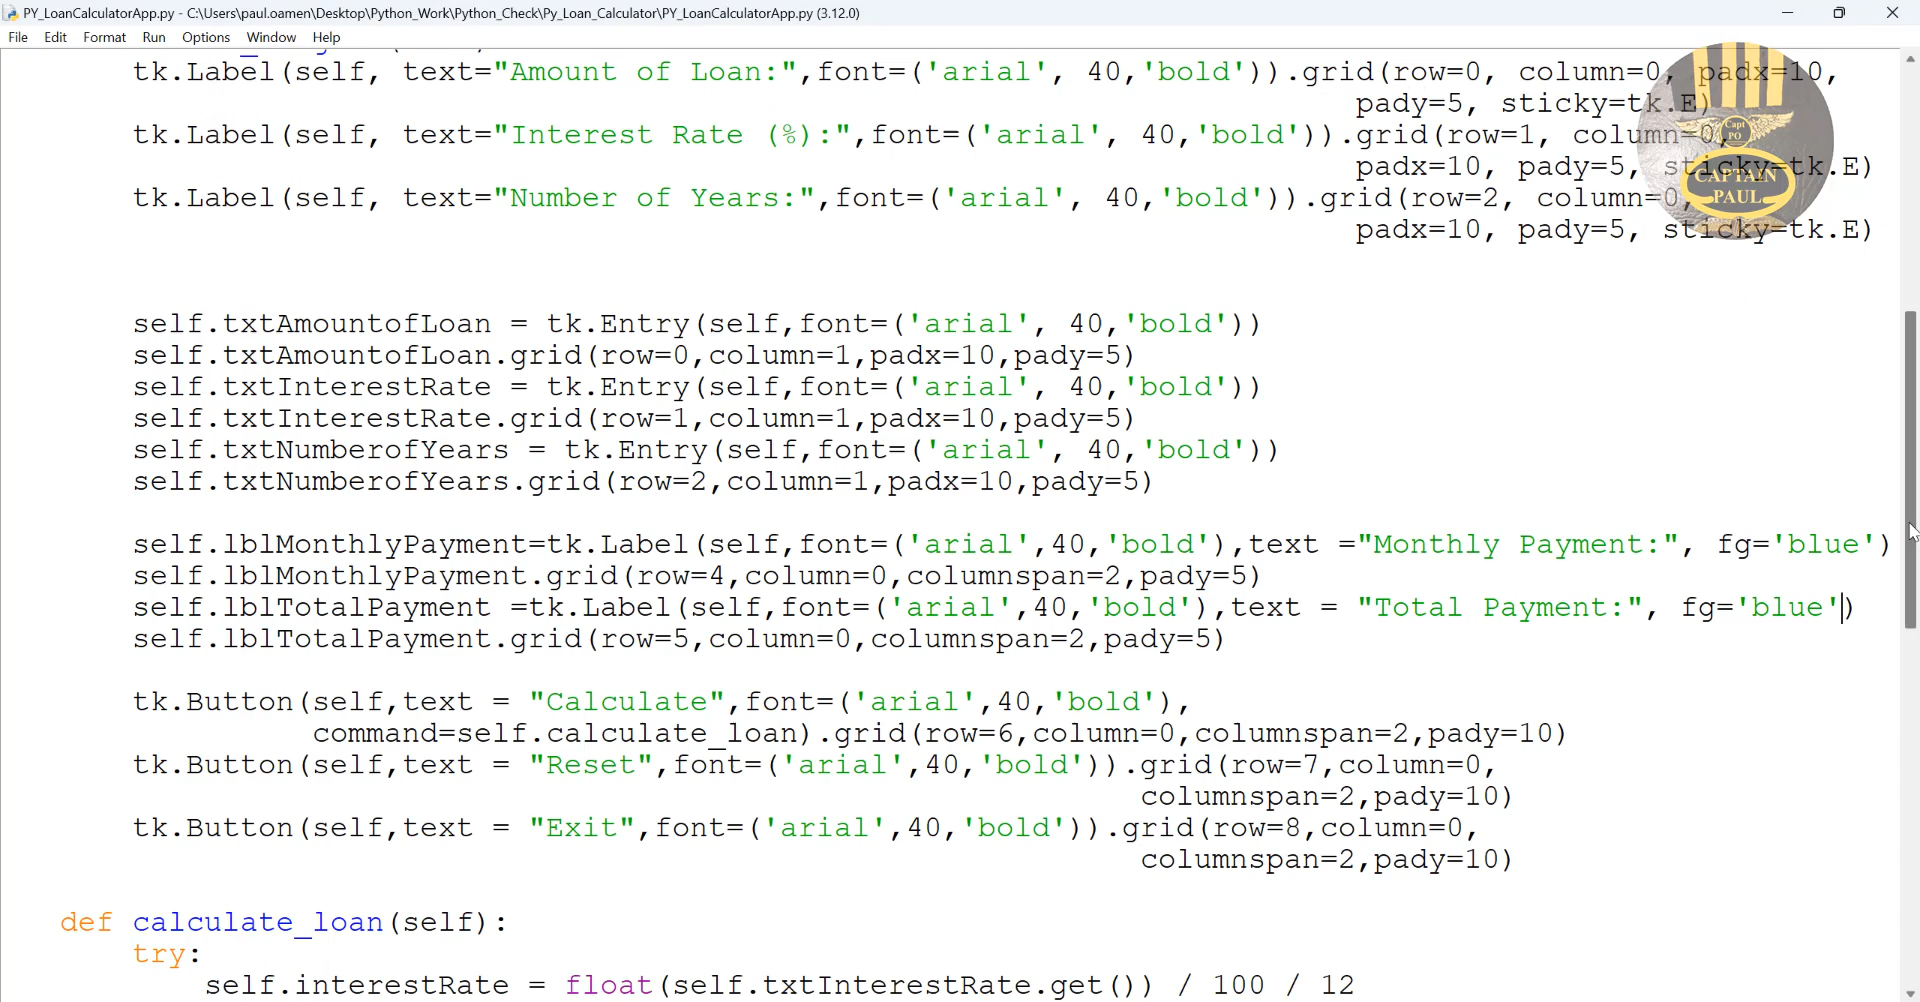 PY_LoanCalculatorApp.py - C:\Users\paul.oamen\Desktop\Python_Work\Python_Check\Py_Loan_Calculator\PY_LoanCalculatorApp.py (3.12.0)
File Edit Format Run Options Window Help
tk.Label(self, text="Amount of Loan:",font=('arial', 40,'bold')).grid(row=0, column=0, padx=10,
pady=5, sticky=tk.E)
tk.Label(self, text="Interest Rate (%):",font=('arial', 40,'bold')).grid(row=1, column=0,
padx=10, pady=5, sticky=tk.E)
tk.Label(self, text="Number of Years:",font=('arial', 40,'bold')).grid(row=2, column=0,
padx=10, pady=5, sticky=tk.E)
Capt
PO
CAPTAIN
PAUL
self.txtAmountofLoan = tk.Entry(self,font=('arial', 40,'bold'))
self.txtAmountofLoan.grid(row=0,column=1,padx=10,pady=5)
self.txtInterestRate = tk.Entry(self,font=('arial', 40,'bold'))
self.txtInterestRate.grid(row=1,column=1,padx=10,pady=5)
self.txtNumberofYears = tk.Entry(self,font=('arial', 40,'bold'))
self.txtNumberofYears.grid(row=2,column=1,padx=10,pady=5)
self.lblMonthlyPayment=tk.Label(self,font=('arial',40,'bold'),text ="Monthly Payment:", fg='blue')
self.lblMonthlyPayment.grid(row=4,column=0,columnspan=2,pady=5)
self.lblTotalPayment =tk.Label(self,font=('arial',40,'bold'),text = "Total Payment:", fg='blue')
self.lblTotalPayment.grid(row=5,column=0,columnspan=2,pady=5)
tk.Button(self,text = "Calculate",font=('arial',40,'bold'),
command=self.calculate_loan).grid(row=6,column=0,columnspan=2,pady=10)
tk.Button(self,text = "Reset",font=('arial',40,'bold')).grid(row=7,column=0,
columnspan=2,pady=10)
tk.Button(self,text = "Exit",font=('arial',40,'bold')).grid(row=8,column=0,
columnspan=2,pady=10)
def calculate_loan(self):
try:
self.interestRate = float(self.txtInterestRate.get()) / 100 / 12